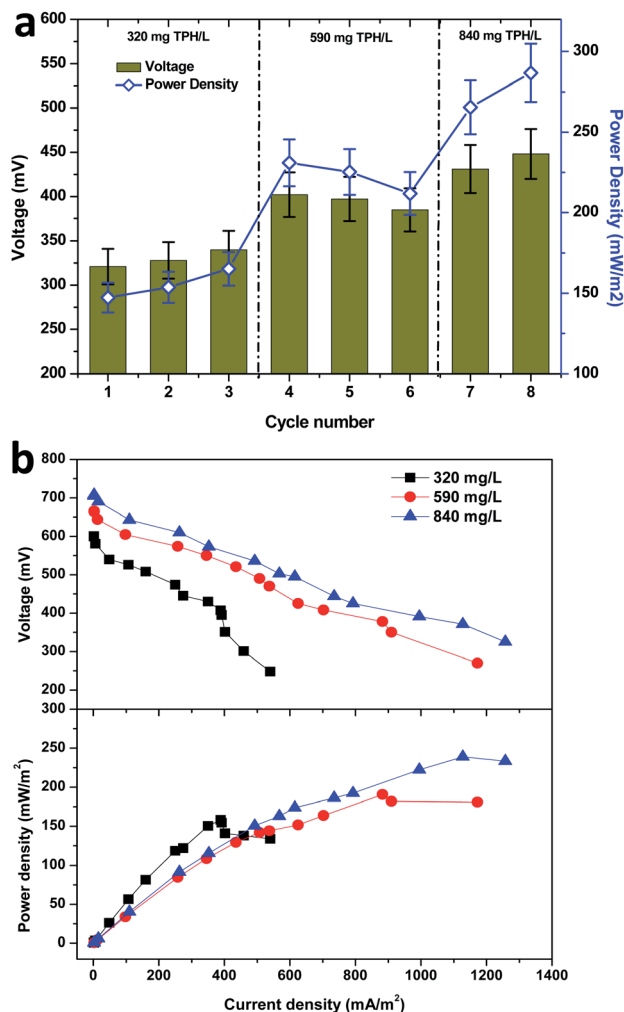 a
320 mg TPH/L 590 mg TPH/L 840 mg TPH/L
Voltage
Power Density
600
550
500
450
400
350
300
250
200
Voltage (mV)
300
250
200
150
100
Power Density (mW/m2)
1 2 3 4 5 6 7 8
Cycle number
b
320 mg/L
590 mg/L
840 mg/L
800
700
600
500
400
300
200
Voltage (mV)
300
250
200
150
100
50
0
Power density (mW/m²)
0 200 400 600 800 1000 1200 1400
Current density (mA/m²)